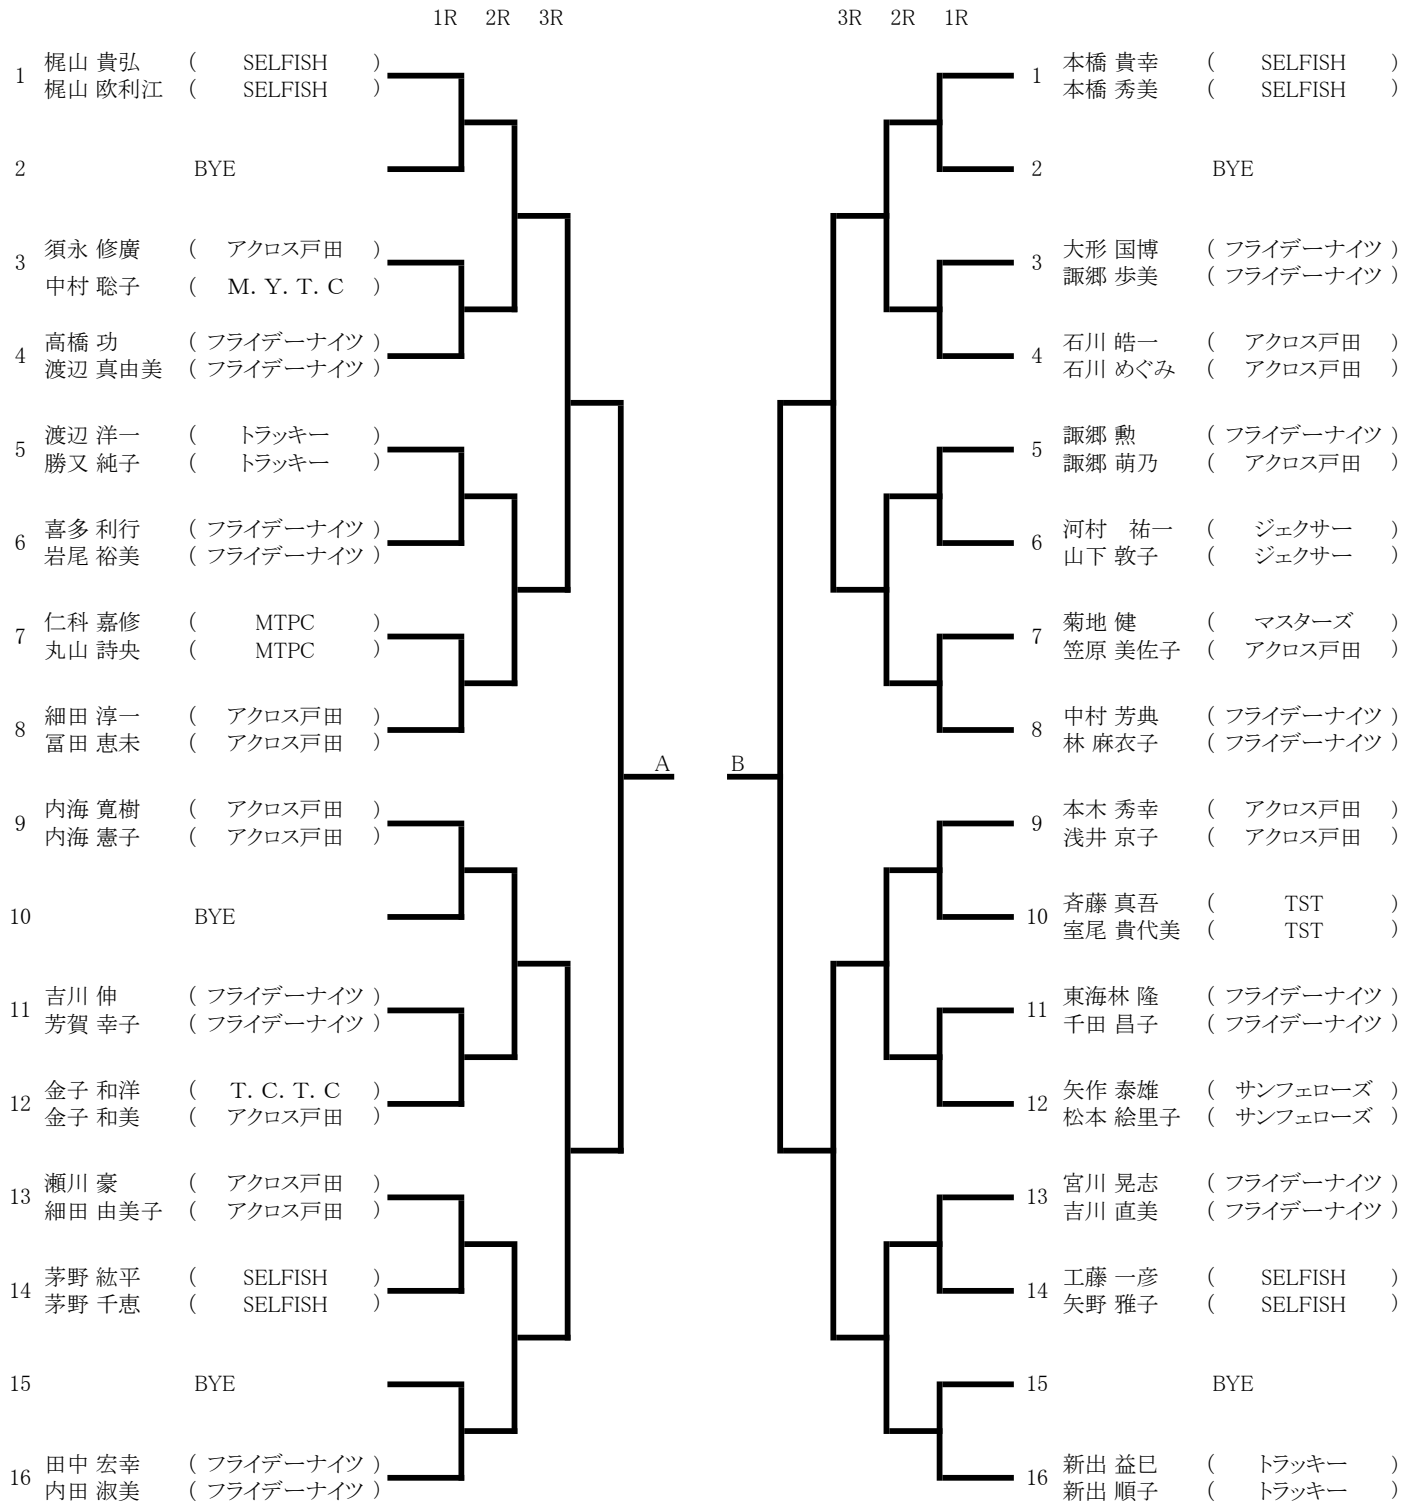 1R 2R 3R
1 梶山 貴弘 ( SELFISH )
梶山 欧利江 ( SELFISH )
2 BYE
3 須永 修廣 ( アクロス戸田 )
中村 聡子 ( M. Y. T. C )
4 高橋 功 ( フライデーナイツ )
渡辺 真由美 ( フライデーナイツ )
5 渡辺 洋一 ( トラッキー )
勝又 純子 ( トラッキー )
6 喜多 利行 ( フライデーナイツ )
岩尾 裕美 ( フライデーナイツ )
7 仁科 嘉修 ( MTPC )
丸山 詩央 ( MTPC )
8 細田 淳一 ( アクロス戸田 )
冨田 恵未 ( アクロス戸田 )
A
9 内海 寛樹 ( アクロス戸田 )
内海 憲子 ( アクロス戸田 )
10 BYE
11 吉川 伸 ( フライデーナイツ )
芳賀 幸子 ( フライデーナイツ )
12 金子 和洋 ( T. C. T. C )
金子 和美 ( アクロス戸田 )
13 瀬川 豪 ( アクロス戸田 )
細田 由美子 ( アクロス戸田 )
14 茅野 紘平 ( SELFISH )
茅野 千恵 ( SELFISH )
15 BYE
16 田中 宏幸 ( フライデーナイツ )
内田 淑美 ( フライデーナイツ )
3R 2R 1R
1 本橋 貴幸 ( SELFISH )
本橋 秀美 ( SELFISH )
2 BYE
3 大形 国博 ( フライデーナイツ )
諏郷 歩美 ( フライデーナイツ )
4 石川 皓一 ( アクロス戸田 )
石川 めぐみ ( アクロス戸田 )
5 諏郷 勲 ( フライデーナイツ )
諏郷 萌乃 ( アクロス戸田 )
6 河村 祐一 ( ジェクサー )
山下 敦子 ( ジェクサー )
7 菊地 健 ( マスターズ )
笠原 美佐子 ( アクロス戸田 )
8 中村 芳典 ( フライデーナイツ )
林 麻衣子 ( フライデーナイツ )
B
9 本木 秀幸 ( アクロス戸田 )
浅井 京子 ( アクロス戸田 )
10 斉藤 真吾 ( TST )
室尾 貴代美 ( TST )
11 東海林 隆 ( フライデーナイツ )
千田 昌子 ( フライデーナイツ )
12 矢作 泰雄 ( サンフェローズ )
松本 絵里子 ( サンフェローズ )
13 宮川 晃志 ( フライデーナイツ )
吉川 直美 ( フライデーナイツ )
14 工藤 一彦 ( SELFISH )
矢野 雅子 ( SELFISH )
15 BYE
16 新出 益巳 ( トラッキー )
新出 順子 ( トラッキー )